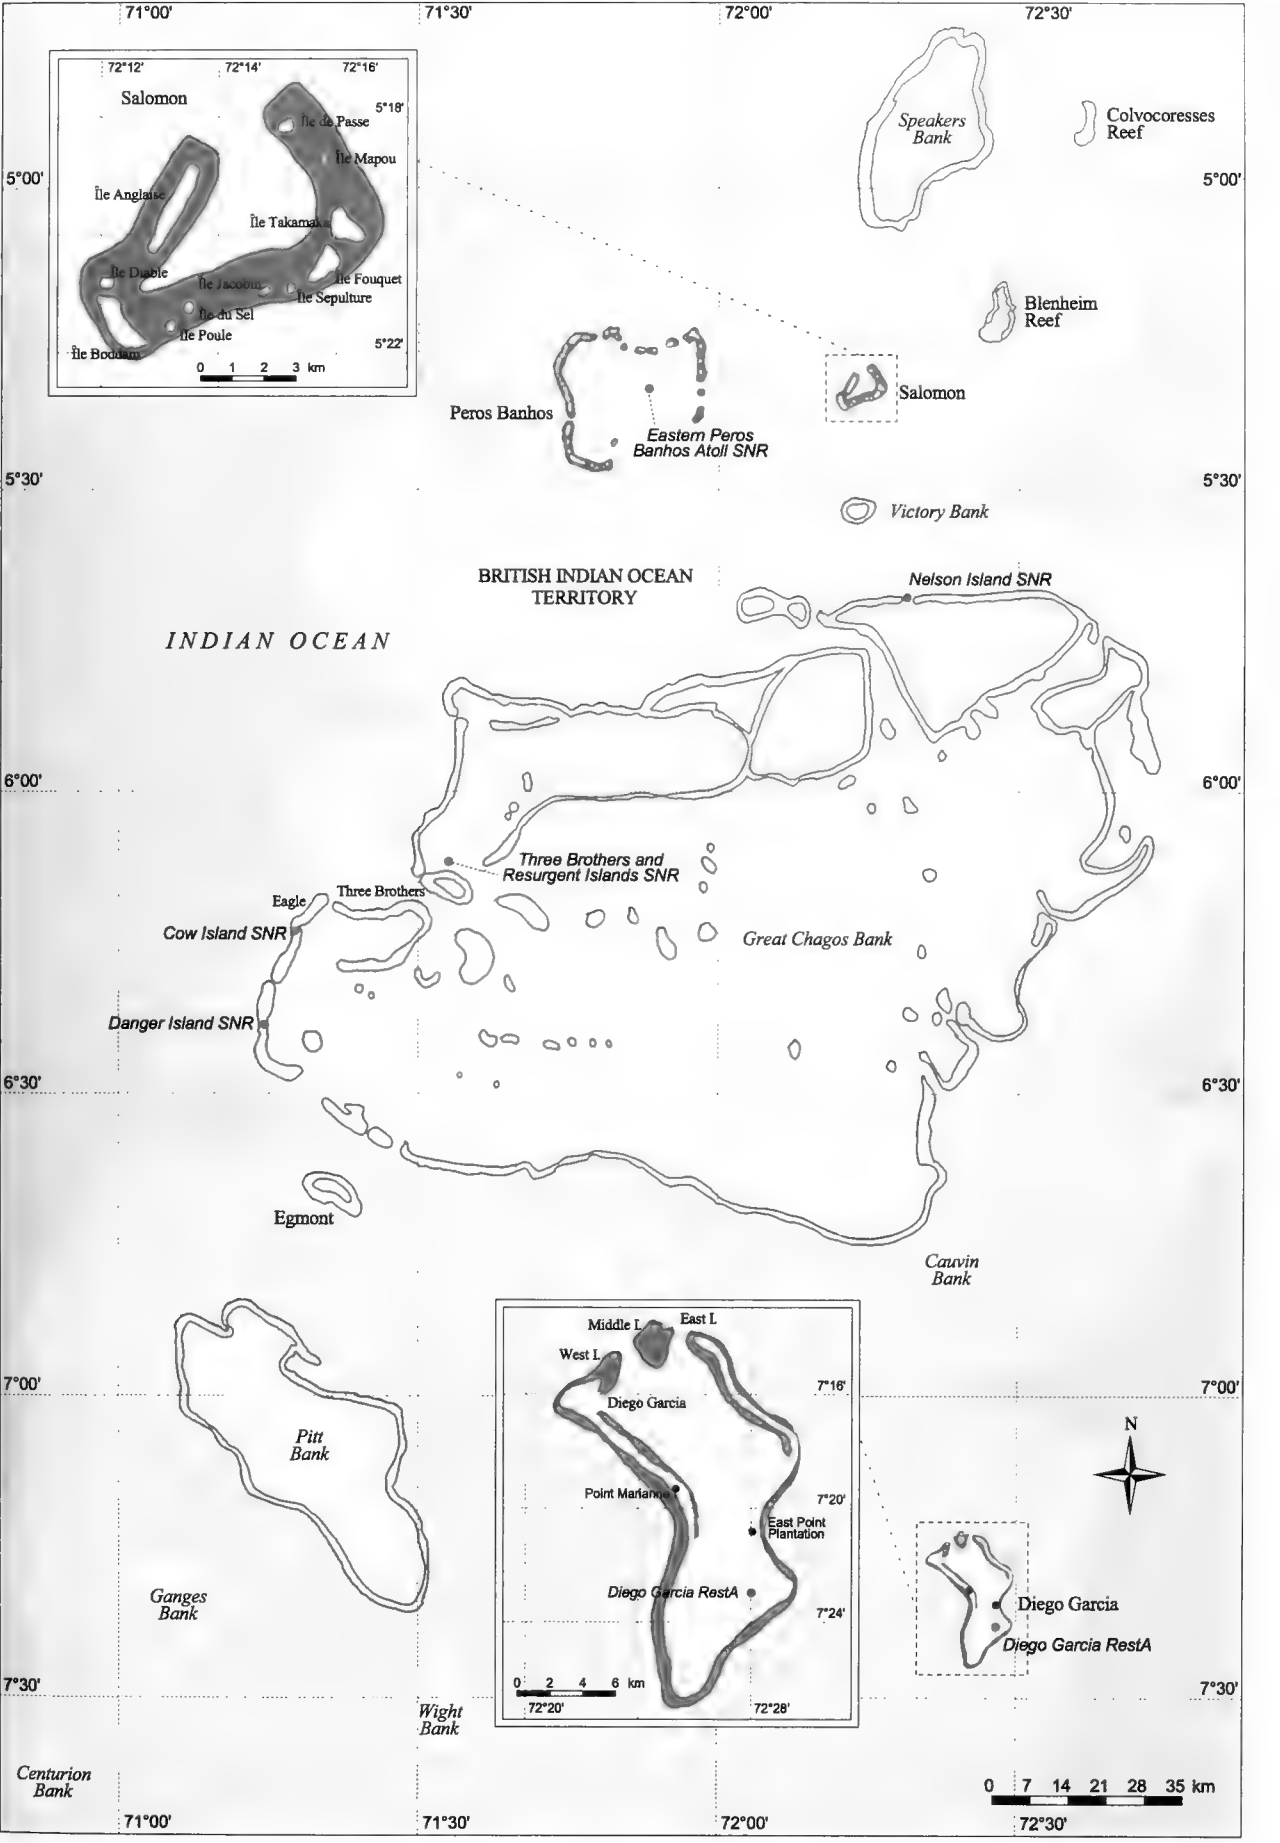 71°00'
71°30'
72°00'
72°30'
72°12'
72°14'
72°16'
Salomon
5°18'
Île de Passe
Île Mapou
Île Anglaise
Île Takamaka
Île Diable
Île Jacobin
Île Fouquet
Île Sepulture
Île du Sel
Île Poule
Île Boddam
5°22'
0 1 2 3 km
Speakers
Bank
Colvocoresses
Reef
5°00'
5°00'
Blenheim
Reef
Peros Banhos
Eastern Peros
Banhos Atoll SNR
Salomon
5°30'
5°30'
Victory Bank
BRITISH INDIAN OCEAN
TERRITORY
Nelson Island SNR
INDIAN OCEAN
6°00'
6°00'
Three Brothers and
Resurgent Islands SNR
Three Brothers
Eagle
Cow Island SNR
Great Chagos Bank
Danger Island SNR
6°30'
6°30'
Egmont
Cauvin
Bank
Middle I.
East I.
West I.
Diego Garcia
7°16'
7°00'
7°00'
Pitt
Bank
N
Point Marianne
7°20'
East Point
Plantation
Diego Garcia RestA
7°24'
0 2 4 6 km
72°20'
72°28'
Ganges
Bank
Diego Garcia
Diego Garcia RestA
7°30'
7°30'
Wight
Bank
Centurion
Bank
0 7 14 21 28 35 km
71°00'
71°30'
72°00'
72°30'